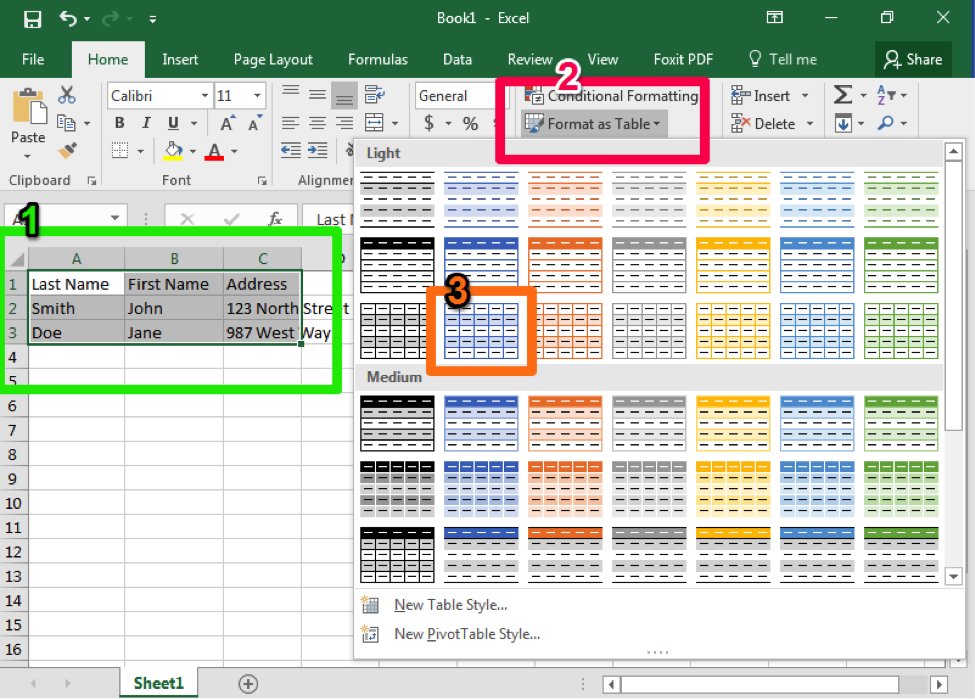 Book1 - Excel
File Home Insert Page Layout Formulas Data Review View Foxit PDF Tell me Share
2
Paste
Calibri 11
General
Conditional Formatting
Insert
B I U A A
$ %
Format as Table
Delete
A
Clipboard Font Alignmen
Light
1
A
fx
Last N
A B C D
1 Last Name First Name Address
2 Smith John 123 North Street
3 Doe Jane 987 West Way
3
4
5
Medium
6
7
8
9
10
11
12
13
14
15
16
New Table Style...
New PivotTable Style...
Sheet1